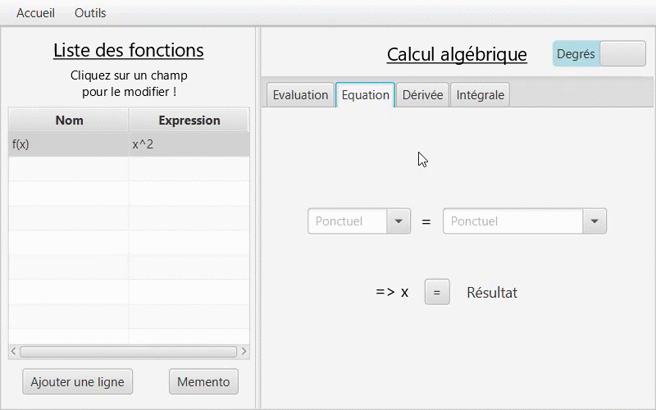 Accueil Outils
Liste des fonctions
Cliquez sur un champ
pour le modifier !
Nom Expression
f(x) x^2
Ajouter une ligne Memento
Calcul algébrique Degrés
Evaluation Equation Dérivée Intégrale
Ponctuel = Ponctuel
=> x = Résultat